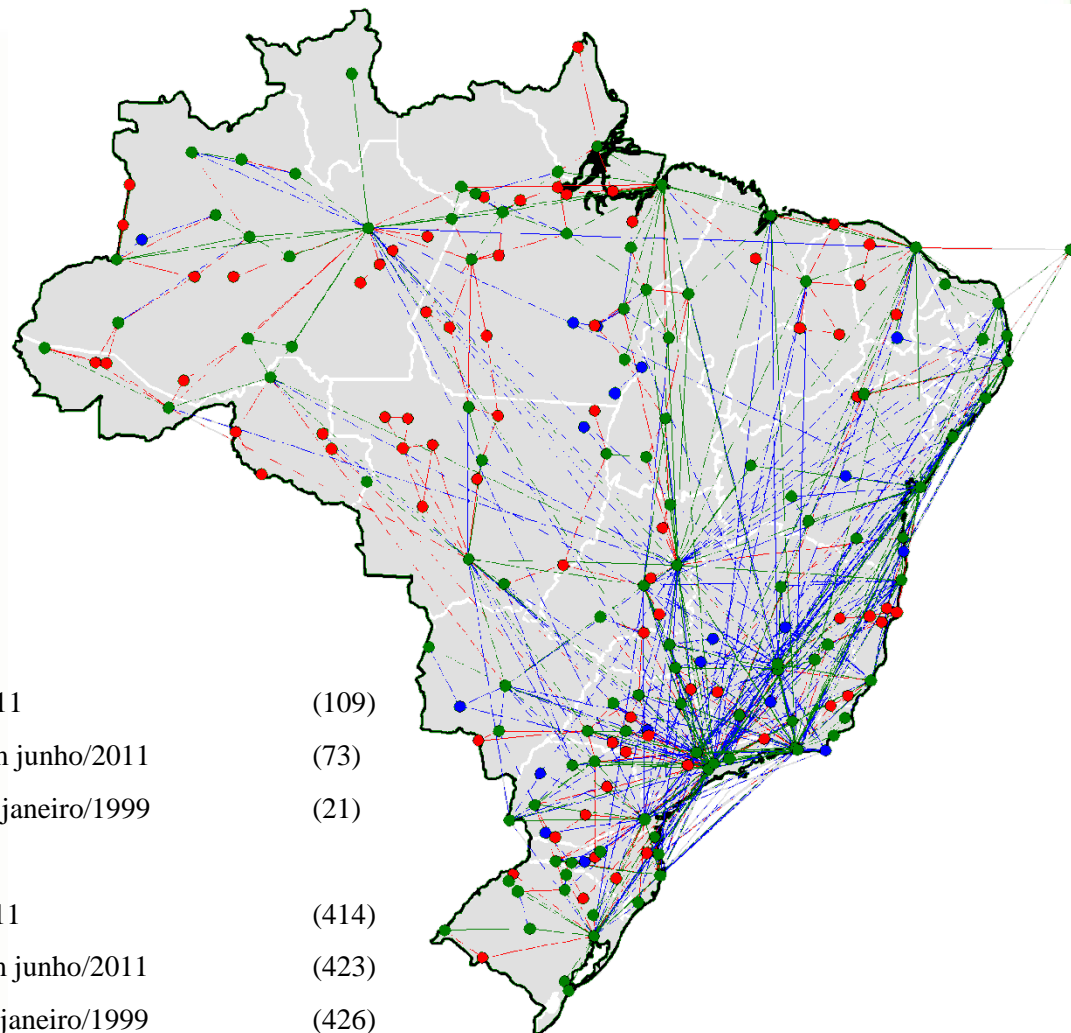 11 (109)
junho/2011 (73)
janeiro/1999 (21)
11 (414)
junho/2011 (423)
janeiro/1999 (426)